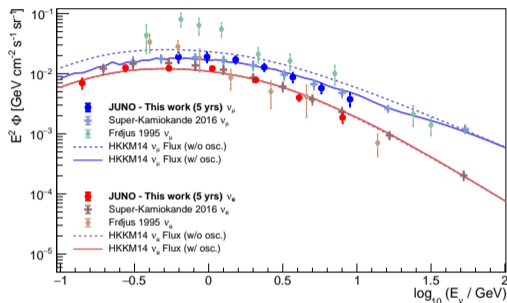 E² Φ [GeV cm⁻² s⁻¹ sr⁻¹]
10⁻¹
10⁻²
10⁻³
10⁻⁴
10⁻⁵
JUNO - This work (5 yrs) νμ
Super-Kamiokande 2016 νμ
Fréjus 1995 νμ
HKKM14 νμ Flux (w/o osc.)
HKKM14 νμ Flux (w/ osc.)
JUNO - This work (5 yrs) νe
Super-Kamiokande 2016 νe
Fréjus 1995 νe
HKKM14 νe Flux (w/o osc.)
HKKM14 νe Flux (w/ osc.)
−1 −0.5 0 0.5 1 1.5 2
log₁₀ (Eν / GeV)